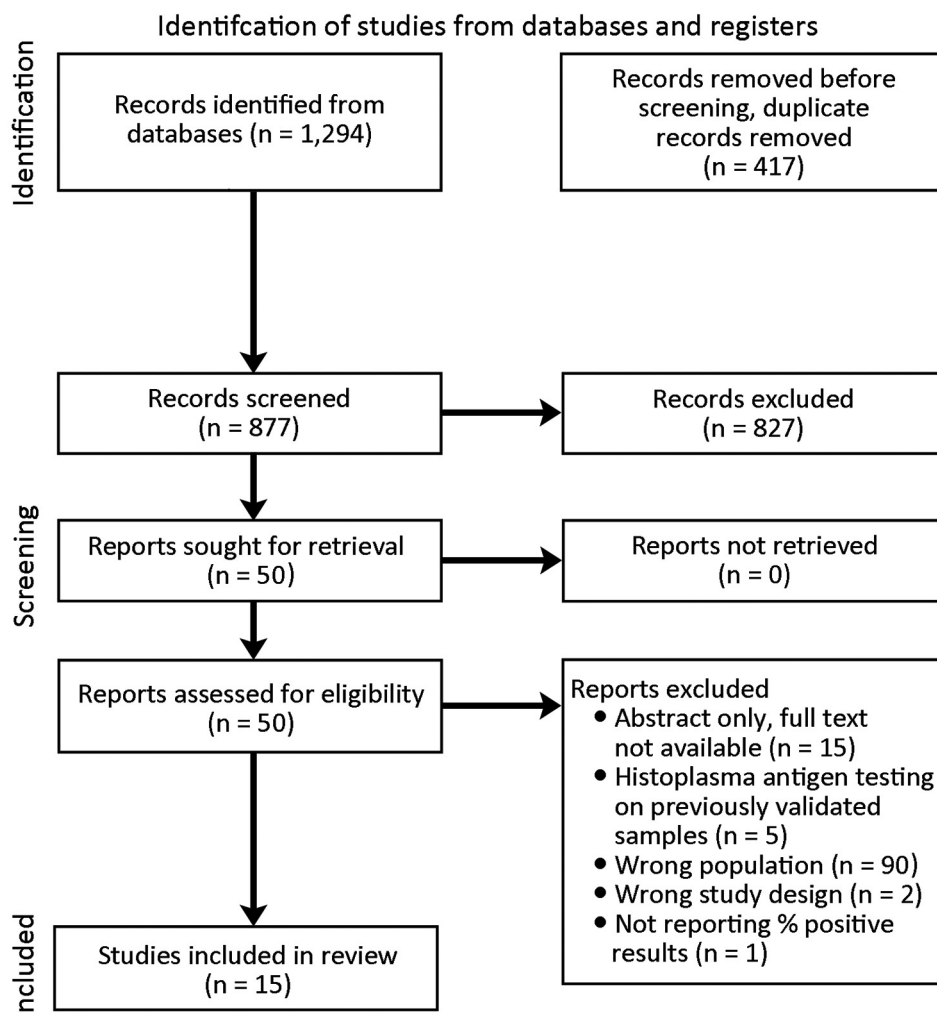 Identifcation of studies from databases and registers
Identification
Records identified from
databases (n = 1,294)
Records removed before
screening, duplicate
records removed
(n = 417)
Screening
Records screened
(n = 877)
Records excluded
(n = 827)
Reports sought for retrieval
(n = 50)
Reports not retrieved
(n = 0)
Reports assessed for eligibility
(n = 50)
Reports excluded
• Abstract only, full text
not available (n = 15)
• Histoplasma antigen testing
on previously validated
samples (n = 5)
• Wrong population (n = 90)
• Wrong study design (n = 2)
• Not reporting % positive
results (n = 1)
ncluded
Studies included in review
(n = 15)